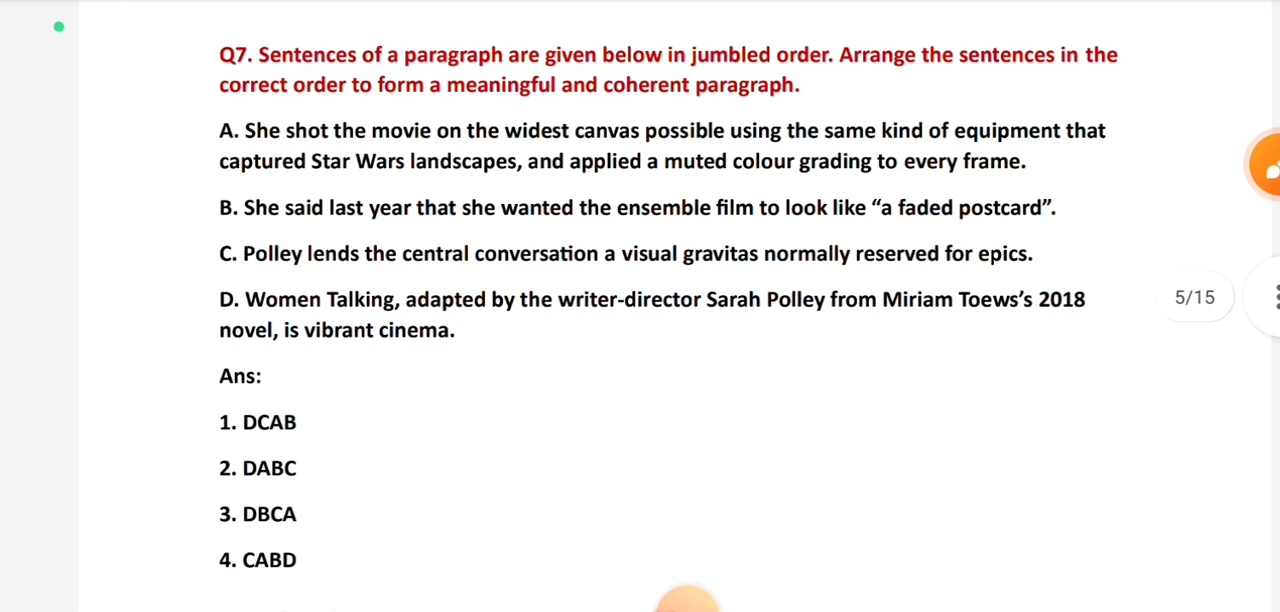 Q7. Sentences of a paragraph are given below in jumbled order. Arrange the sentences in the
correct order to form a meaningful and coherent paragraph.
A. She shot the movie on the widest canvas possible using the same kind of equipment that
captured Star Wars landscapes, and applied a muted colour grading to every frame.
B. She said last year that she wanted the ensemble film to look like “a faded postcard”.
C. Polley lends the central conversation a visual gravitas normally reserved for epics.
D. Women Talking, adapted by the writer-director Sarah Polley from Miriam Toews’s 2018
novel, is vibrant cinema.
5/15
Ans:
1. DCAB
2. DABC
3. DBCA
4. CABD